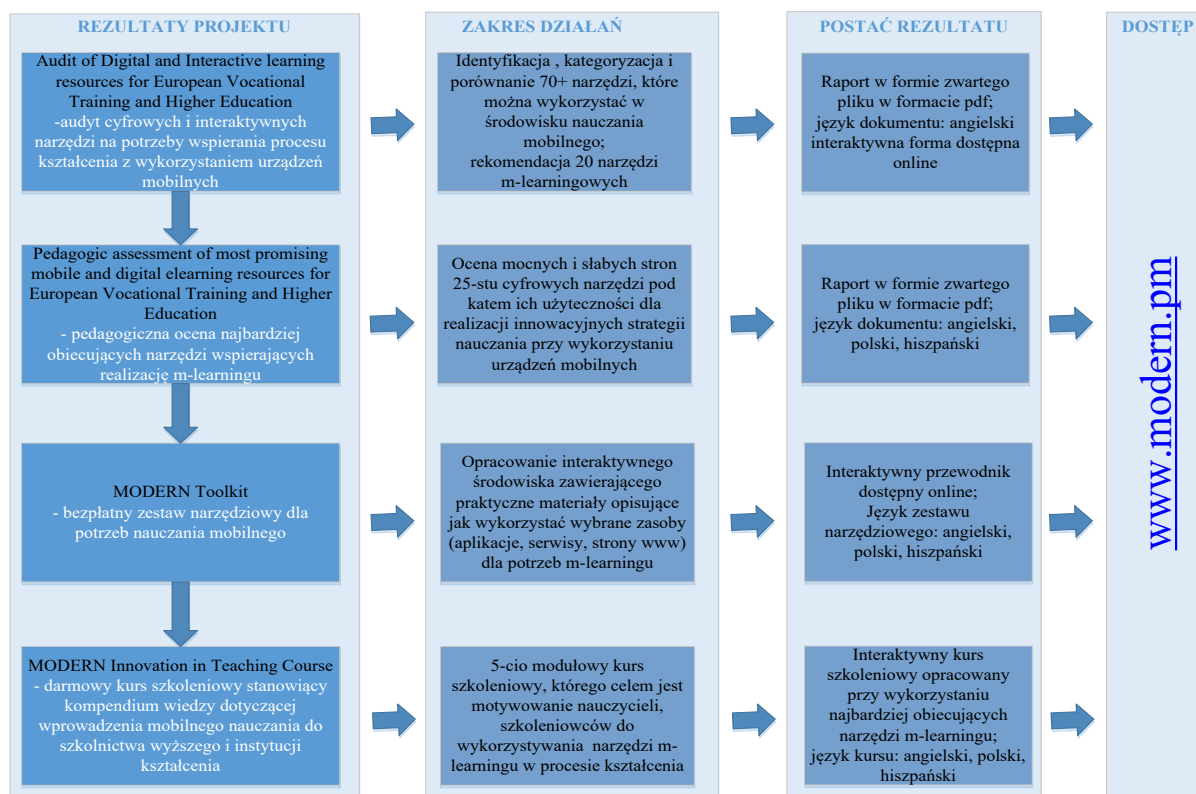 REZULTATY PROJEKTU
ZAKRES DZIAŁAŃ
POSTAĆ REZULTATU
DOSTĘP
Audit of Digital and Interactive learning
resources for European Vocational
Training and Higher Education
-audyt cyfrowych i interaktywnych
narzędzi na potrzeby wspierania procesu
kształcenia z wykorzystaniem urządzeń
mobilnych
Identyfikacja , kategoryzacja i
porównanie 70+ narzędzi, które
można wykorzystać w
środowisku nauczania
mobilnego;
rekomendacja 20 narzędzi
m-learningowych
Raport w formie zwartego
pliku w formacie pdf;
język dokumentu: angielski
interaktywna forma dostępna
online
Pedagogic assessment of most promising
mobile and digital elearning resources for
European Vocational Training and Higher
Education
- pedagogiczna ocena najbardziej
obiecujących narzędzi wspierających
realizację m-learningu
Ocena mocnych i słabych stron
25-stu cyfrowych narzędzi pod
katem ich użyteczności dla
realizacji innowacyjnych strategii
nauczania przy wykorzystaniu
urządzeń mobilnych
Raport w formie zwartego
pliku w formacie pdf;
język dokumentu: angielski,
polski, hiszpański
MODERN Toolkit
- bezpłatny zestaw narzędziowy dla
potrzeb nauczania mobilnego
Opracowanie interaktywnego
środowiska zawierającego
praktyczne materiały opisujące
jak wykorzystać wybrane zasoby
(aplikacje, serwisy, strony www)
dla potrzeb m-learningu
Interaktywny przewodnik
dostępny online;
Język zestawu
narzędziowego: angielski,
polski, hiszpański
MODERN Innovation in Teaching Course
- darmowy kurs szkoleniowy stanowiący
kompendium wiedzy dotyczącej
wprowadzenia mobilnego nauczania do
szkolnictwa wyższego i instytucji
kształcenia
5-cio modułowy kurs
szkoleniowy, którego celem jest
motywowanie nauczycieli,
szkoleniowców do
wykorzystywania narzędzi m-
learningu w procesie kształcenia
Interaktywny kurs
szkoleniowy opracowany
przy wykorzystaniu
najbardziej obiecujących
narzędzi m-learningu;
język kursu: angielski, polski,
hiszpański
www.modern.pm